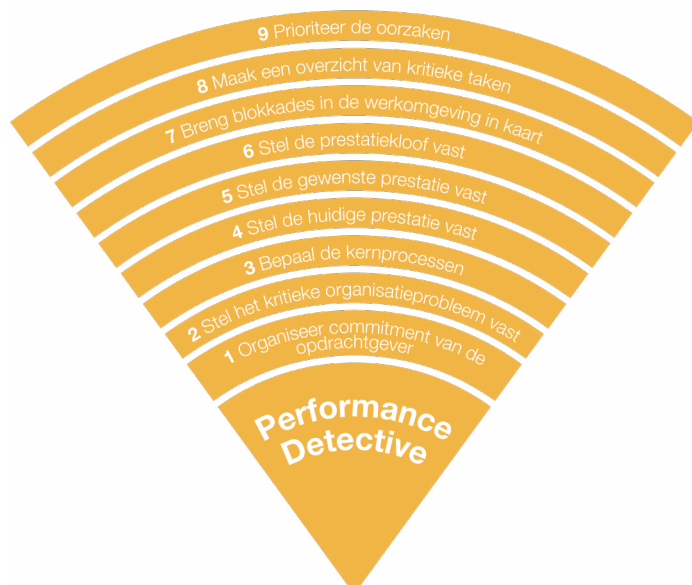 9 Prioriteer de oorzaken
8 Maak een overzicht van kritieke taken
7 Breng blokkades in de werkomgeving in kaart
6 Stel de prestatiekloof vast
5 Stel de gewenste prestatie vast
4 Stel de huidige prestatie vast
3 Bepaal de kernprocessen
2 Stel het kritieke organisatieprobleem vast
1 Organiseer commitment van de
opdrachtgever
Performance
Detective